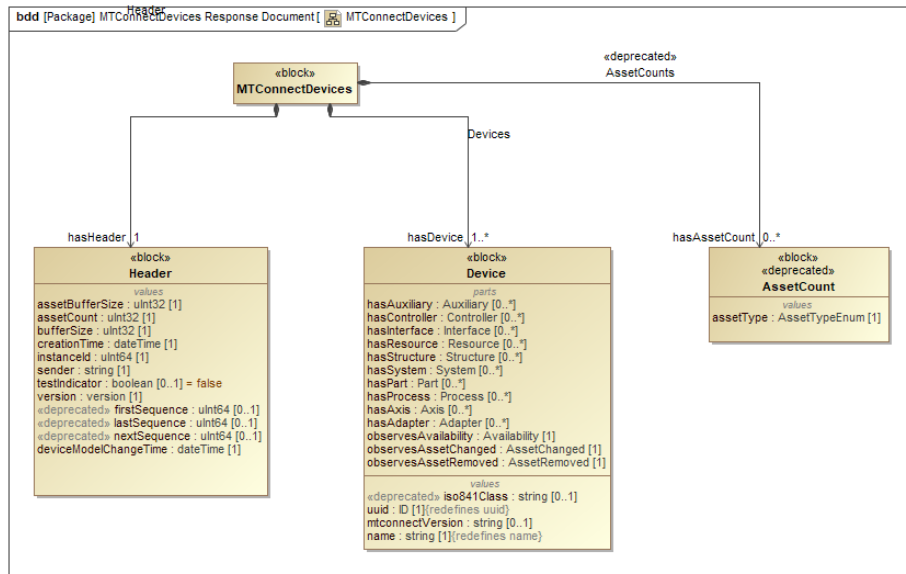 Header
bdd [Package] MTConnectDevices Response Document [ MTConnectDevices ]
«block»
MTConnectDevices
«deprecated»
AssetCounts
Devices
hasHeader 1
hasDevice 1..*
hasAssetCount 0..*
«block»
Header
values
assetBufferSize : uInt32 [1]
assetCount : uInt32 [1]
bufferSize : uInt32 [1]
creationTime : dateTime [1]
instanceId : uInt64 [1]
sender : string [1]
testIndicator : boolean [0..1] = false
version : version [1]
«deprecated» firstSequence : uInt64 [0..1]
«deprecated» lastSequence : uInt64 [0..1]
«deprecated» nextSequence : uInt64 [0..1]
deviceModelChangeTime : dateTime [1]
«block»
Device
parts
hasAuxiliary : Auxiliary [0..*]
hasController : Controller [0..*]
hasInterface : Interface [0..*]
hasResource : Resource [0..*]
hasStructure : Structure [0..*]
hasSystem : System [0..*]
hasPart : Part [0..*]
hasProcess : Process [0..*]
hasAxis : Axis [0..*]
hasAdapter : Adapter [0..*]
observesAvailability : Availability [1]
observesAssetChanged : AssetChanged [1]
observesAssetRemoved : AssetRemoved [1]
values
«deprecated» iso841Class : string [0..1]
uuid : ID [1]{redefines uuid}
mtconnectVersion : string [0..1]
name : string [1]{redefines name}
«block»
«deprecated»
AssetCount
values
assetType : AssetTypeEnum [1]